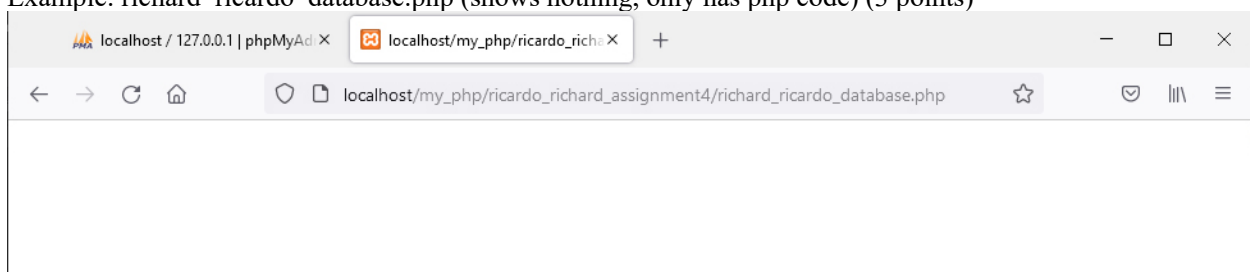 Example: richard_ricardo_database.php (shows nothing, only has php code) (5 points)
localhost / 127.0.0.1 | phpMyAd
localhost/my_php/ricardo_rich
localhost/my_php/ricardo_richard_assignment4/richard_ricardo_database.php